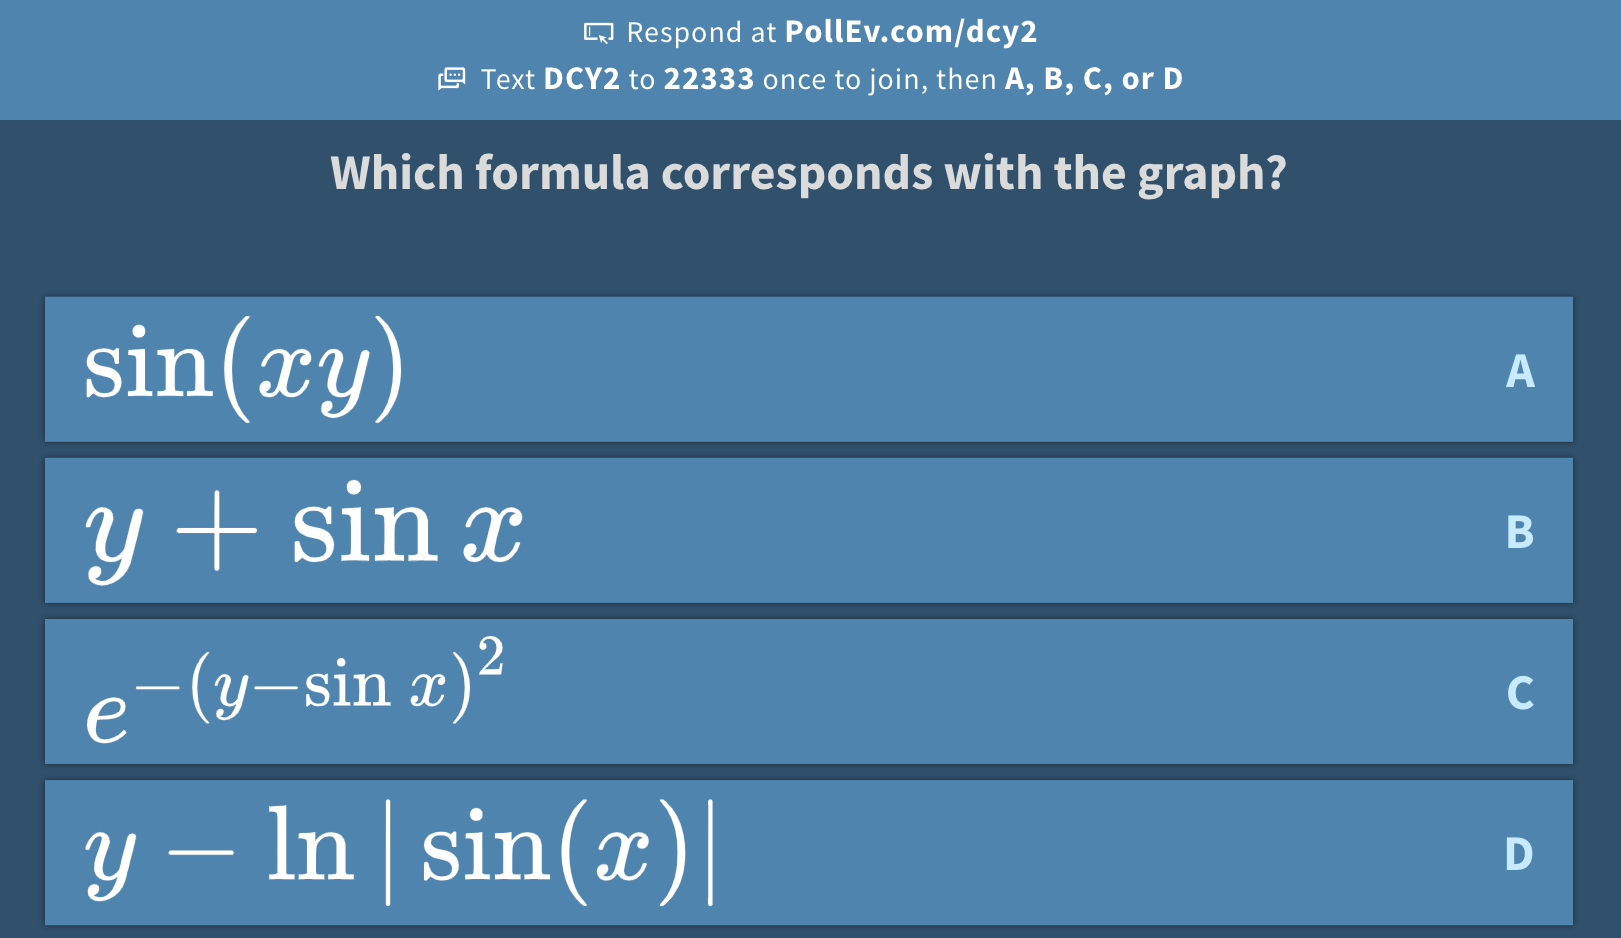 Respond at PollEv.com/dcy2
Text DCY2 to 22333 once to join, then A, B, C, or D
Which formula corresponds with the graph?
sin(xy) A
y + sin x B
e^{-(y-sin x)^2} C
y − ln | sin(x)| D